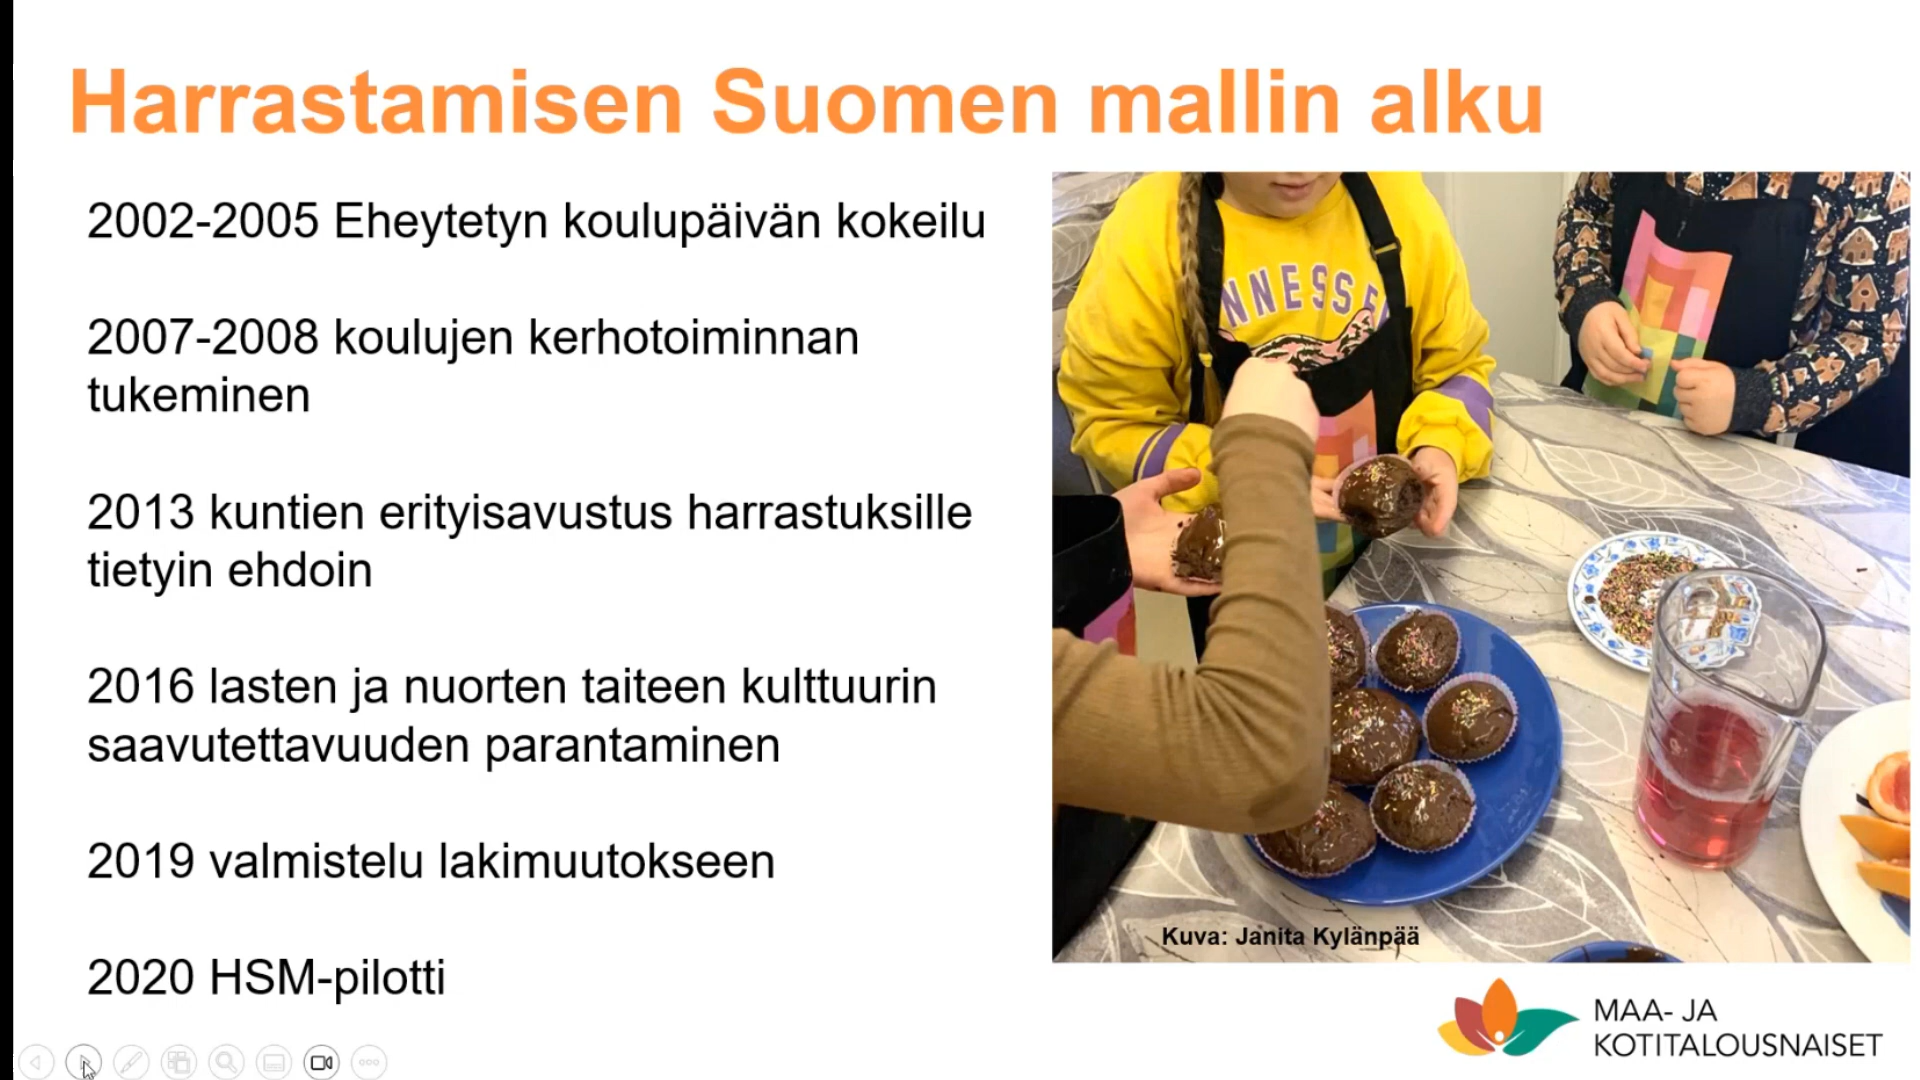 Harrastamisen Suomen mallin alku
2002-2005 Eheytetyn koulupäivän kokeilu
2007-2008 koulujen kerhotoiminnan
tukeminen
2013 kuntien erityisavustus harrastuksille
tietyin ehdoin
2016 lasten ja nuorten taiteen kulttuurin
saavutettavuuden parantaminen
2019 valmistelu lakimuutokseen
2020 HSM-pilotti
NNESSE
Kuva: Janita Kylänpää
MAA- JA
KOTITALOUSNAISET